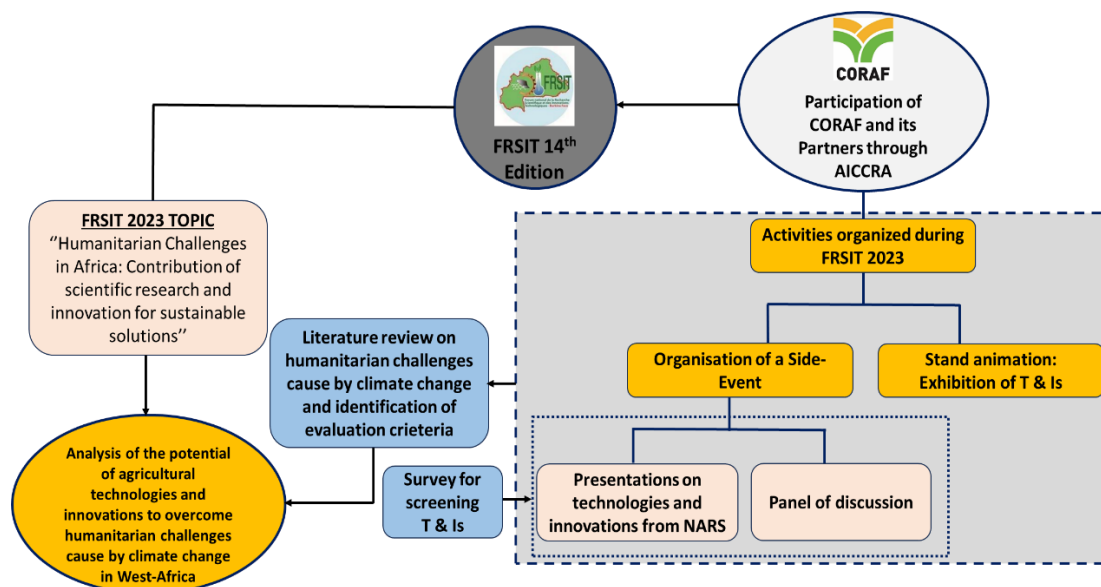 CORAF
Participation of
CORAF and its
Partners through
AICCRA
FRSIT
FRSIT 14th
Edition
FRSIT 2023 TOPIC
‘’Humanitarian Challenges
in Africa: Contribution of
scientific research and
innovation for sustainable
solutions’’
Activities organized during
FRSIT 2023
Literature review on
humanitarian challenges
cause by climate change
and identification of
evaluation crieteria
Organisation of a Side-
Event
Stand animation:
Exhibition of T & Is
Analysis of the potential
of agricultural
technologies and
innovations to overcome
humanitarian challenges
cause by climate change
in West-Africa
Survey for
screening
T & Is
Presentations on
technologies and
innovations from NARS
Panel of discussion